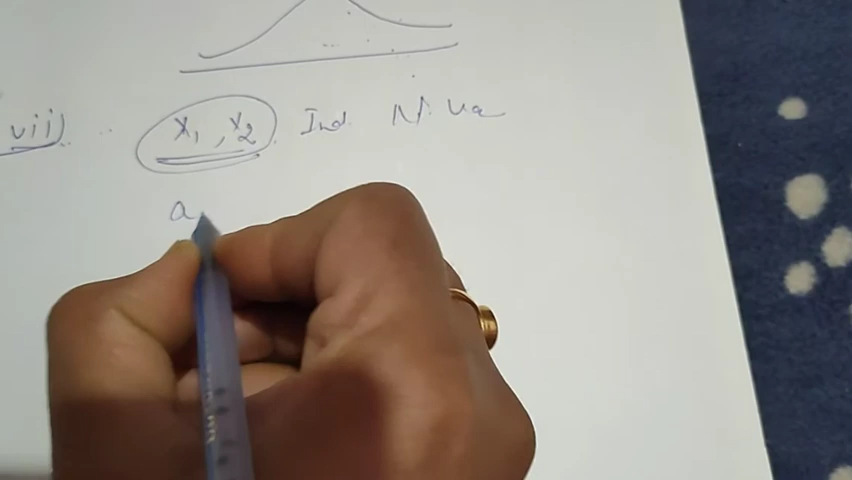 vii) X₁, X₂ Ind. N. Va
a